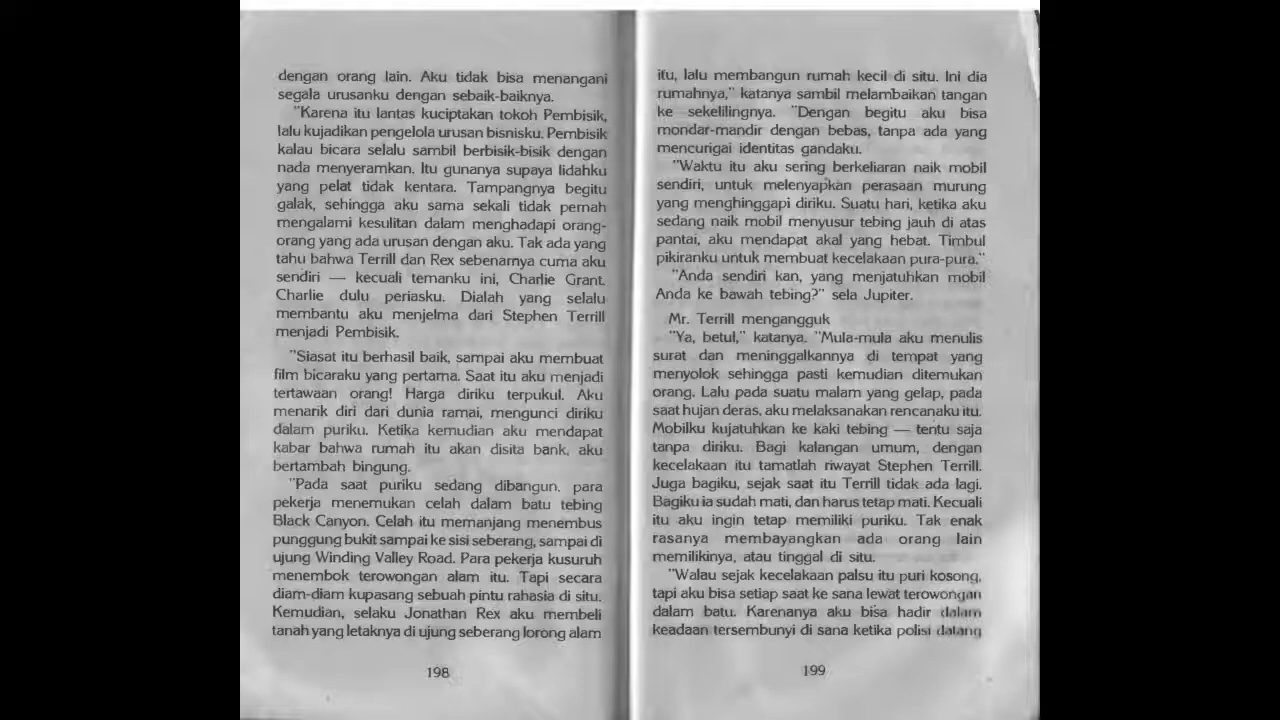 dengan orang lain. Aku tidak bisa menangani
segala urusanku dengan sebaik-baiknya.
"Karena itu lantas kuciptakan tokoh Pembisik,
lalu kujadikan pengelola urusan bisnisku. Pembisik
kalau bicara selalu sambil berbisik-bisik dengan
nada menyeramkan. Itu gunanya supaya lidahku
yang pelat tidak kentara. Tampangnya begitu
galak, sehingga aku sama sekali tidak pernah
mengalami kesulitan dalam menghadapi orang-
orang yang ada urusan dengan aku. Tak ada yang
tahu bahwa Terrill dan Rex sebenarnya cuma aku
sendiri — kecuali temanku ini, Charlie Grant.
Charlie dulu periasku. Dialah yang selalu
membantu aku menjelma dari Stephen Terrill
menjadi Pembisik.
"Siasat itu berhasil baik, sampai aku membuat
film bicaraku yang pertama. Saat itu aku menjadi
tertawaan orang! Harga diriku terpukul. Aku
menarik diri dari dunia ramai, mengunci diriku
dalam puriku. Ketika kemudian aku mendapat
kabar bahwa rumah itu akan disita bank, aku
bertambah bingung.
"Pada saat puriku sedang dibangun, para
pekerja menemukan celah dalam batu tebing
Black Canyon. Celah itu memanjang menembus
punggung bukit sampai ke sisi seberang, sampai di
ujung Winding Valley Road. Para pekerja kusuruh
menembok terowongan alam itu. Tapi secara
diam-diam kupasang sebuah pintu rahasia di situ.
Kemudian, selaku Jonathan Rex aku membeli
tanah yang letaknya di ujung seberang lorong alam
198
itu, lalu membangun rumah kecil di situ. Ini dia
rumahnya," katanya sambil melambaikan tangan
ke sekelilingnya. "Dengan begitu aku bisa
mondar-mandir dengan bebas, tanpa ada yang
mencurigai identitas gandaku.
"Waktu itu aku sering berkeliaran naik mobil
sendiri, untuk melenyapkan perasaan murung
yang menghinggapi diriku. Suatu hari, ketika aku
sedang naik mobil menyusur tebing jauh di atas
pantai, aku mendapat akal yang hebat. Timbul
pikiranku untuk membuat kecelakaan pura-pura."
"Anda sendiri kan, yang menjatuhkan mobil
Anda ke bawah tebing?" sela Jupiter.
Mr. Terrill mengangguk
"Ya, betul," katanya. "Mula-mula aku menulis
surat dan meninggalkannya di tempat yang
menyolok sehingga pasti kemudian ditemukan
orang. Lalu pada suatu malam yang gelap, pada
saat hujan deras, aku melaksanakan rencanaku itu.
Mobilku kujatuhkan ke kaki tebing — tentu saja
tanpa diriku. Bagi kalangan umum, dengan
kecelakaan itu tamatlah riwayat Stephen Terrill.
Juga bagiku, sejak saat itu Terrill tidak ada lagi.
Bagiku ia sudah mati, dan harus tetap mati. Kecuali
itu aku ingin tetap memiliki puriku. Tak enak
rasanya membayangkan ada orang lain
memilikinya, atau tinggal di situ.
"Walau sejak kecelakaan palsu itu puri kosong,
tapi aku bisa setiap saat ke sana lewat terowongan
dalam batu. Karenanya aku bisa hadir dalam
keadaan tersembunyi di sana ketika polisi datang
199